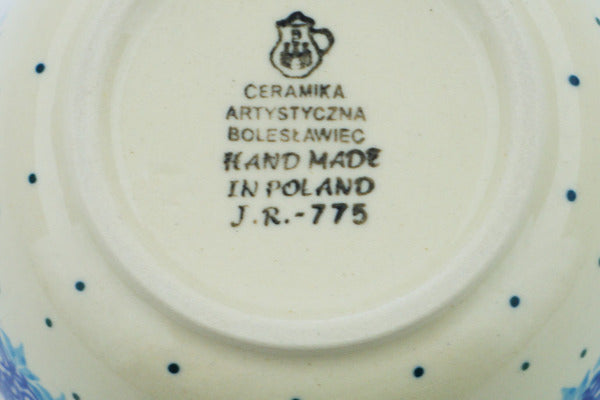 B
CERAMIKA
ARTYSTYCZNA
BOLESŁAWIEC
HAND MADE
IN POLAND
J.R.-775